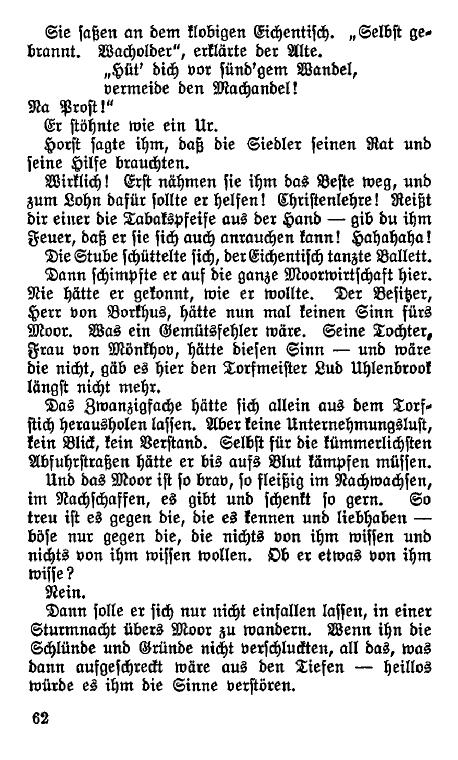 Sie saßen an dem klobigen Eichentisch. „Selbst ge-
brannt. Wacholder“, erklärte der Alte.
„Hüt’ dich vor sünd’gem Wandel,
vermeide den Machandel!
Na Prost!“
Er stöhnte wie ein Ur.
Horst sagte ihm, daß die Siedler seinen Rat und
seine Hilfe brauchten.
Wirklich! Erst nähmen sie ihm das Beste weg, und
zum Lohn dafür sollte er helfen! Christenlehre! Reißt
dir einer die Tabakspfeife aus der Hand — gib du ihm
Feuer, daß er sie sich auch anrauchen kann! Hahahaha!
Die Stube schüttelte sich, der Eichentisch tanzte Ballett.
Dann schimpfte er auf die ganze Moorwirtschaft hier.
Nie hätte er gekonnt, wie er wollte. Der Besitzer,
Herr von Borkhus, hätte nun mal keinen Sinn fürs
Moor. Was ein Gemütsfehler wäre. Seine Tochter,
Frau von Mönkhov, hätte diesen Sinn — und wäre
die nicht, gäb es hier den Torfmeister Lud Uhlenbrook
längst nicht mehr.
Das Zwanzigfache hätte sich allein aus dem Torf-
stich herausholen lassen. Aber keine Unternehmungslust,
kein Blick, kein Verstand. Selbst für die kümmerlichsten
Abfuhrstraßen hätte er bis aufs Blut kämpfen müssen.
Und das Moor ist so brav, so fleißig im Nachwachsen,
im Nachschaffen, es gibt und schenkt so gern. So
treu ist es gegen die, die es kennen und liebhaben —
böse nur gegen die, die nichts von ihm wissen und
nichts von ihm wissen wollen. Ob er etwas von ihm
wisse?
Nein.
Dann solle er sich nur nicht einfallen lassen, in einer
Sturmnacht übers Moor zu wandern. Wenn ihn die
Schlünde und Gründe nicht verschluckten, all das, was
dann aufgeschreckt wäre aus den Tiefen — heillos
würde es ihm die Sinne verstören.
62